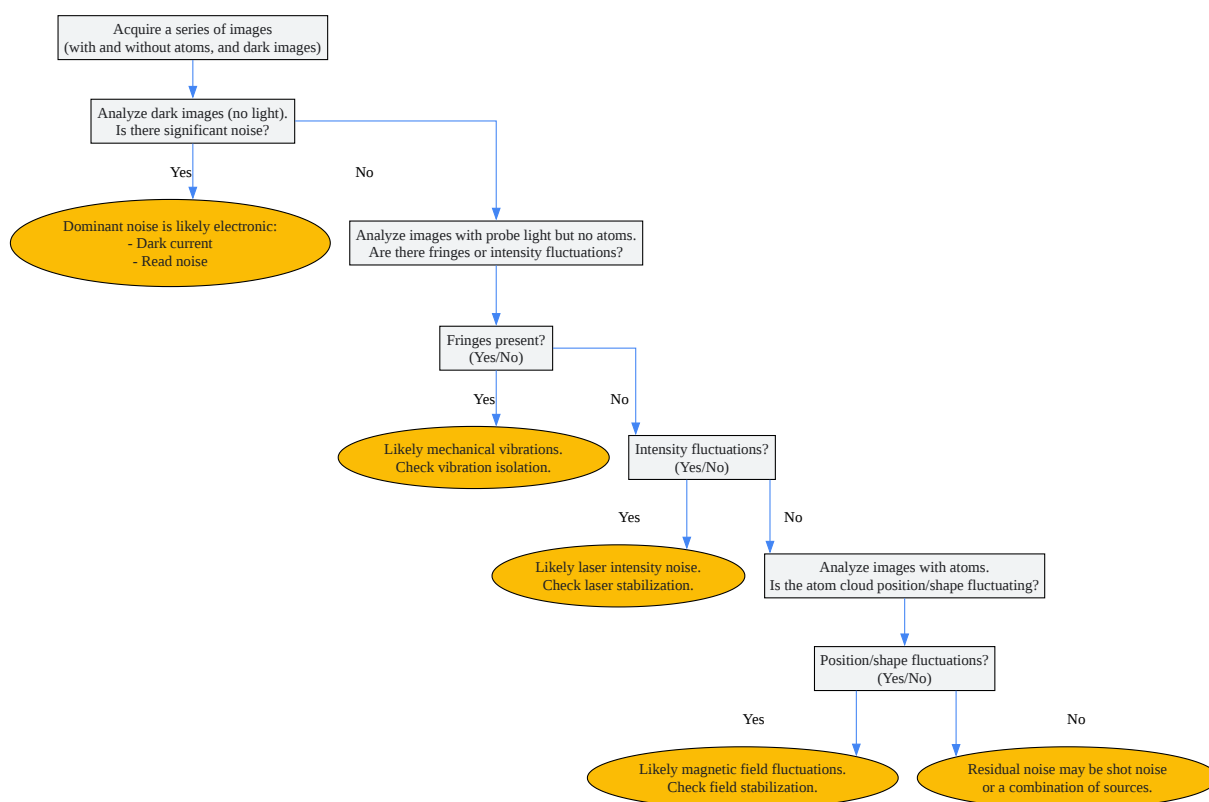 Acquire a series of images
(with and without atoms, and dark images)
Analyze dark images (no light).
Is there significant noise?
Yes
No
Dominant noise is likely electronic:
- Dark current
- Read noise
Analyze images with probe light but no atoms.
Are there fringes or intensity fluctuations?
Fringes present?
(Yes/No)
Yes
No
Likely mechanical vibrations.
Check vibration isolation.
Intensity fluctuations?
(Yes/No)
Yes
No
Likely laser intensity noise.
Check laser stabilization.
Analyze images with atoms.
Is the atom cloud position/shape fluctuating?
Position/shape fluctuations?
(Yes/No)
Yes
No
Likely magnetic field fluctuations.
Check field stabilization.
Residual noise may be shot noise
or a combination of sources.